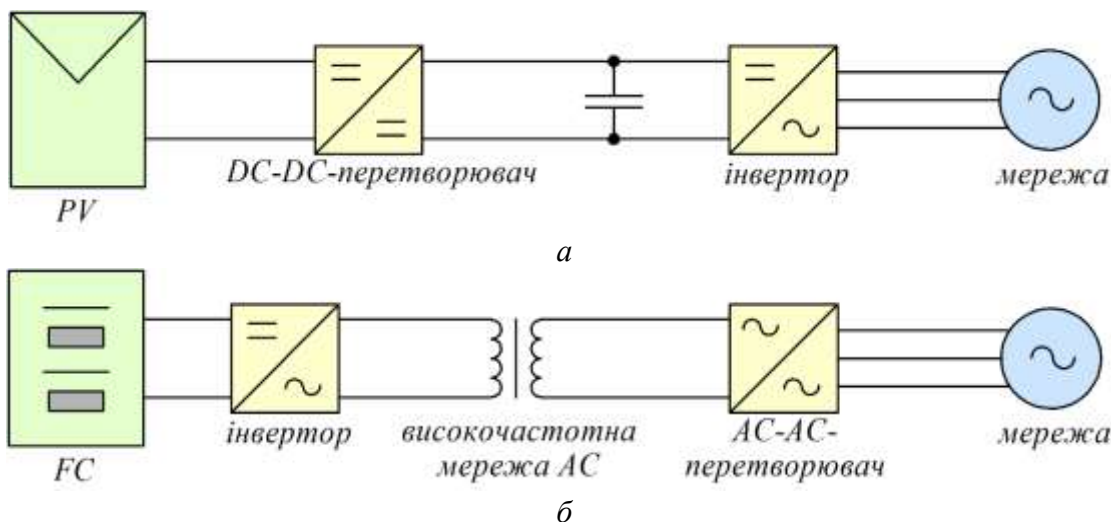 DC-DC-перетворювач
інвертор
мережа
PV
а
інвертор
високочастотна
мережа AC
AC-AC-
перетворювач
мережа
FC
б